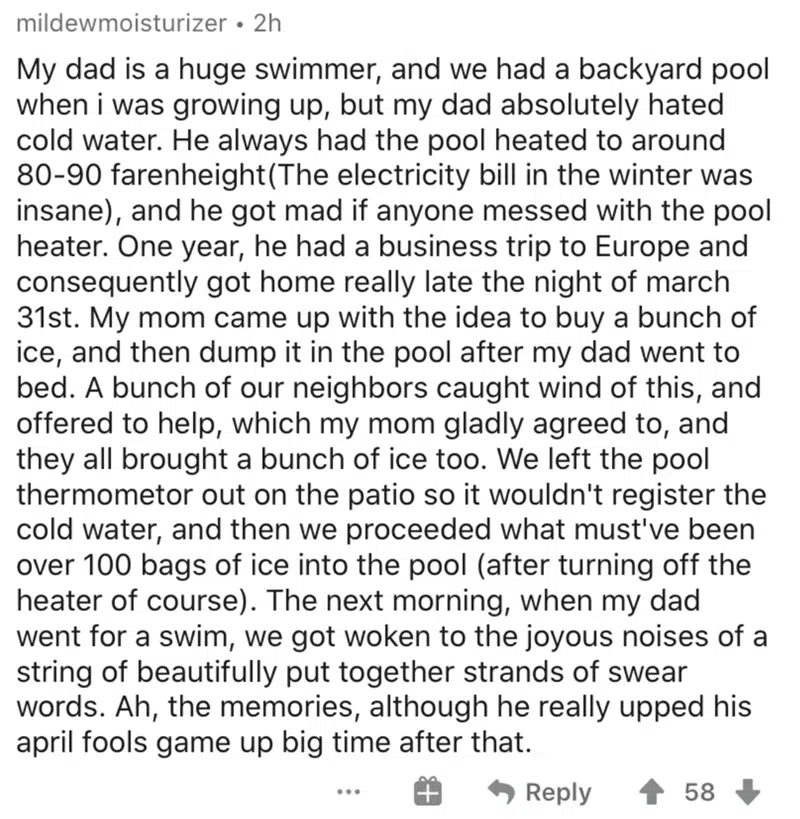 mildewmoisturizer • 2h
My dad is a huge swimmer, and we had a backyard pool
when i was growing up, but my dad absolutely hated
cold water. He always had the pool heated to around
80-90 farenheight(The electricity bill in the winter was
insane), and he got mad if anyone messed with the pool
heater. One year, he had a business trip to Europe and
consequently got home really late the night of march
31st. My mom came up with the idea to buy a bunch of
ice, and then dump it in the pool after my dad went to
bed. A bunch of our neighbors caught wind of this, and
offered to help, which my mom gladly agreed to, and
they all brought a bunch of ice too. We left the pool
thermometor out on the patio so it wouldn't register the
cold water, and then we proceeded what must've been
over 100 bags of ice into the pool (after turning off the
heater of course). The next morning, when my dad
went for a swim, we got woken to the joyous noises of a
string of beautifully put together strands of swear
words. Ah, the memories, although he really upped his
april fools game up big time after that.
Reply 58